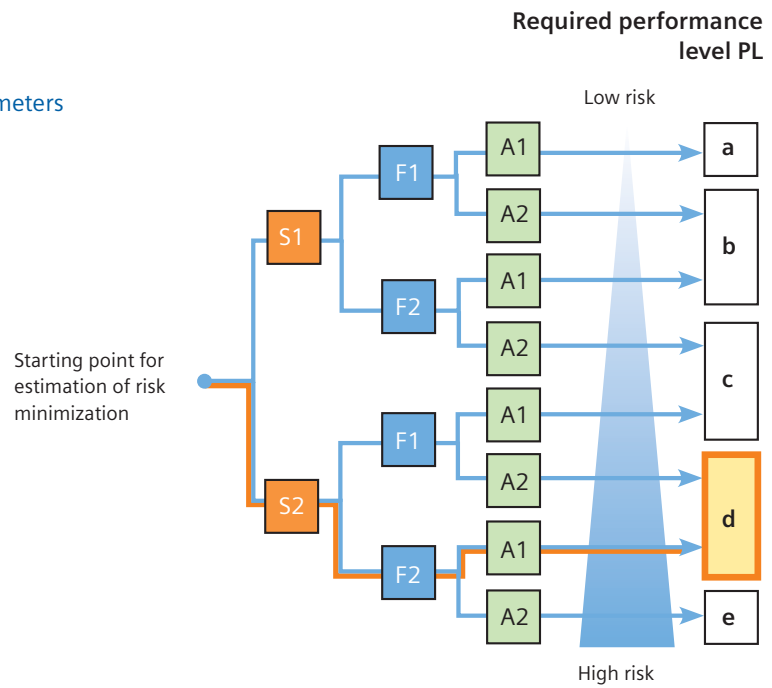 Required performance
level PL
meters
Low risk
A1
a
F1
A2
S1
b
A1
F2
A2
Starting point for
estimation of risk
minimization
c
A1
F1
A2
S2
d
A1
F2
A2
e
High risk